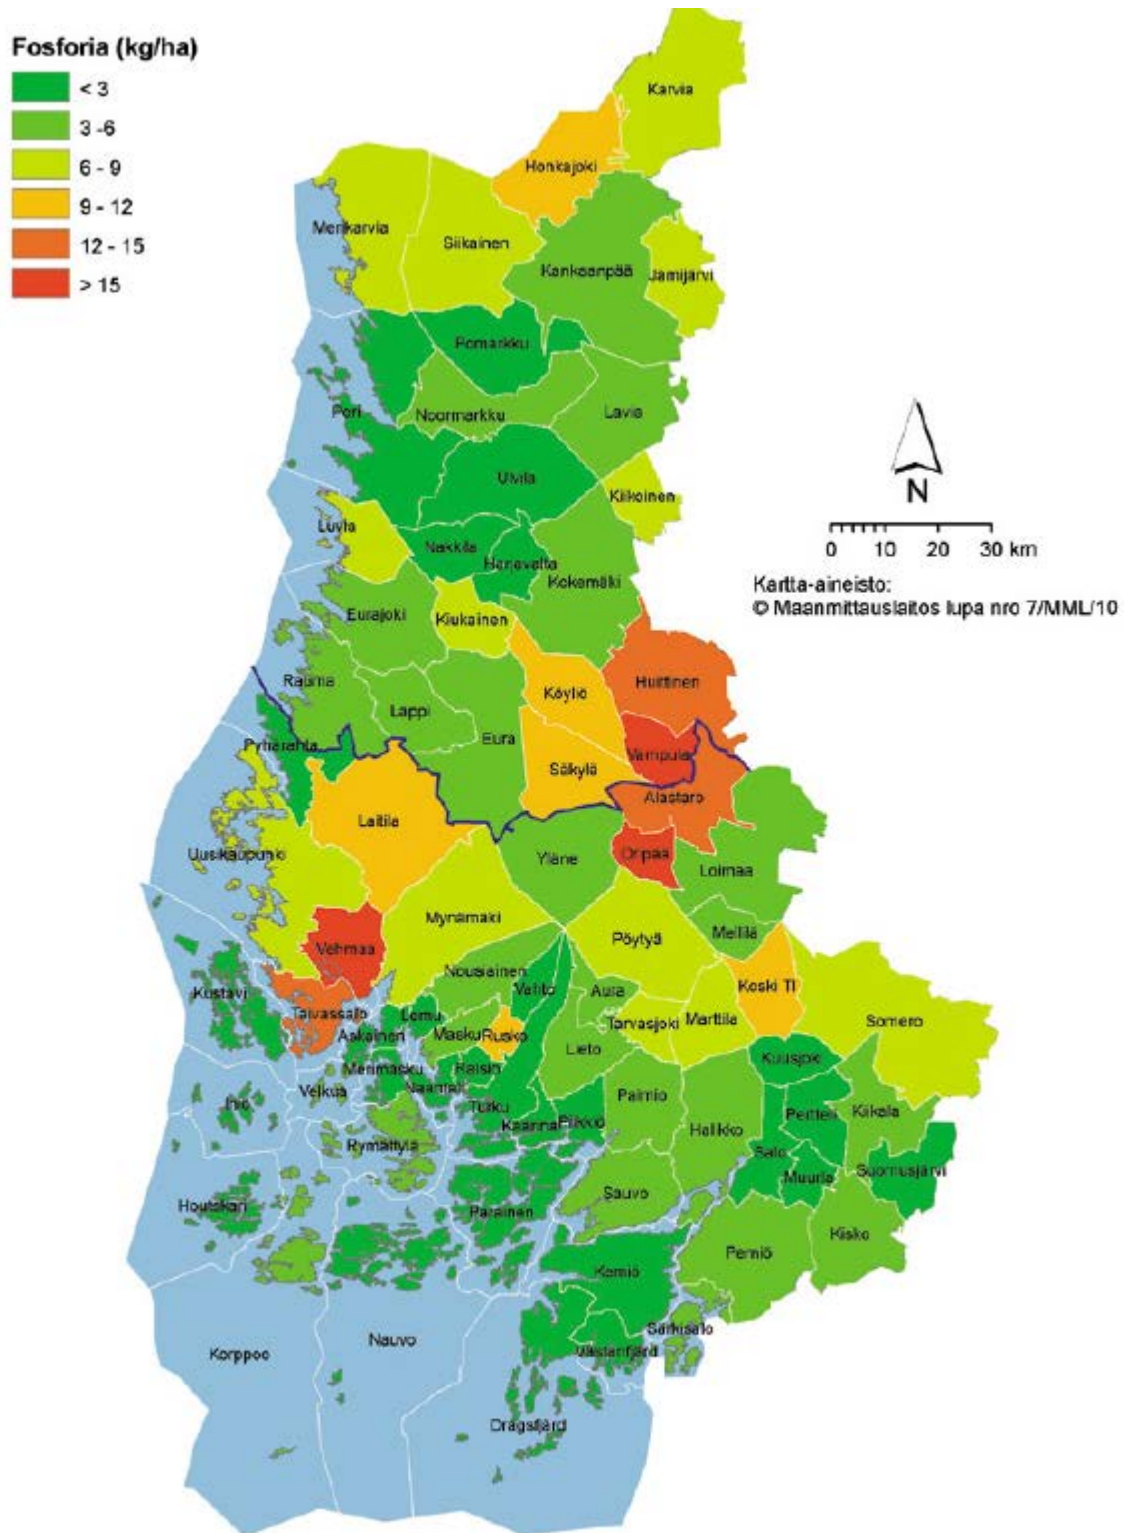 Fosforia (kg/ha)
< 3
3 -6
6 - 9
9 - 12
12 - 15
> 15
Karvia
Honkajoki
Merikarvia
Siikainen
Kankaanpää
Jämijärvi
Pomarkku
Pori
Noormarkku
Lavia
Ulvila
Kiikoinen
N
0 10 20 30 km
Kartta-aineisto:
© Maanmittauslaitos lupa nro 7/MML/10
Luvia
Nakkila
Harjavalta
Kokemäki
Eurajoki
Kiukainen
Rauma
Lappi
Köyliö
Huittinen
Pyhäranta
Eura
Säkylä
Vampula
Alastaro
Laitila
Uusikaupunki
Yläne
Oripää
Loimaa
Mynämäki
Pöytyä
Mellilä
Vehmaa
Nousiainen
Koski Tl
Kustavi
Vahto
Aura
Taivassalo
Lemu
Askainen
Masku
Rusko
Tarvasjoki
Marttila
Somero
Lieto
Kuusjoki
Merimasku
Raisio
Velkua
Naantali
Iniö
Turku
Paimio
Pertteli
Kiikala
Kaarina
Piikkiö
Halikko
Rymättylä
Salo
Muurla
Suomusjärvi
Houtskari
Parainen
Sauvo
Kisko
Perniö
Kemiö
Särkisalo
Korppoo
Nauvo
Västanfjärd
Dragsfjärd